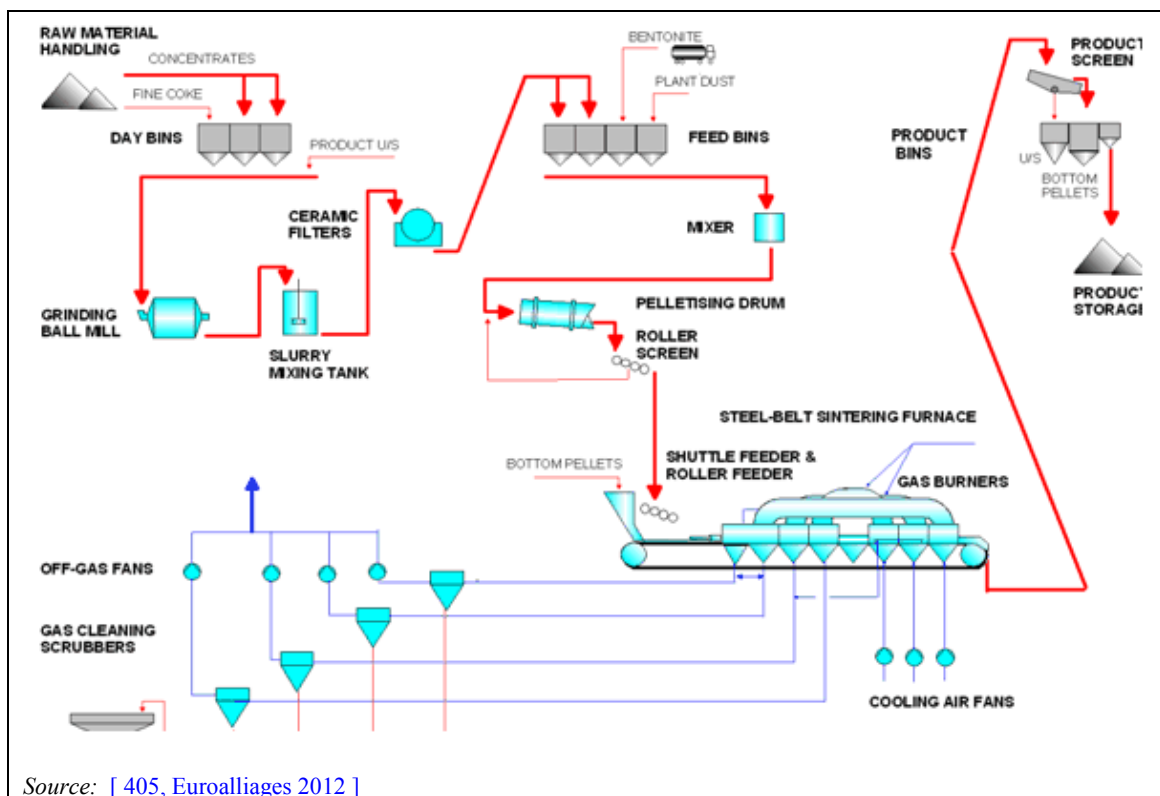 RAW MATERIAL
HANDLING
CONCENTRATES
FINE COKE
DAY BINS
PRODUCT U/S
BENTONITE
PLANT DUST
FEED BINS
PRODUCT
SCREEN
PRODUCT
BINS
U/S
BOTTOM
PELLETS
CERAMIC
FILTERS
MIXER
PRODUCT
STORAGE
GRINDING
BALL MILL
SLURRY
MIXING TANK
PELLETISING DRUM
ROLLER
SCREEN
STEEL-BELT SINTERING FURNACE
BOTTOM PELLETS
SHUTTLE FEEDER &
ROLLER FEEDER
GAS BURNERS
OFF-GAS FANS
GAS CLEANING
SCRUBBERS
COOLING AIR FANS
Source: [ 405, Euroalliages 2012 ]